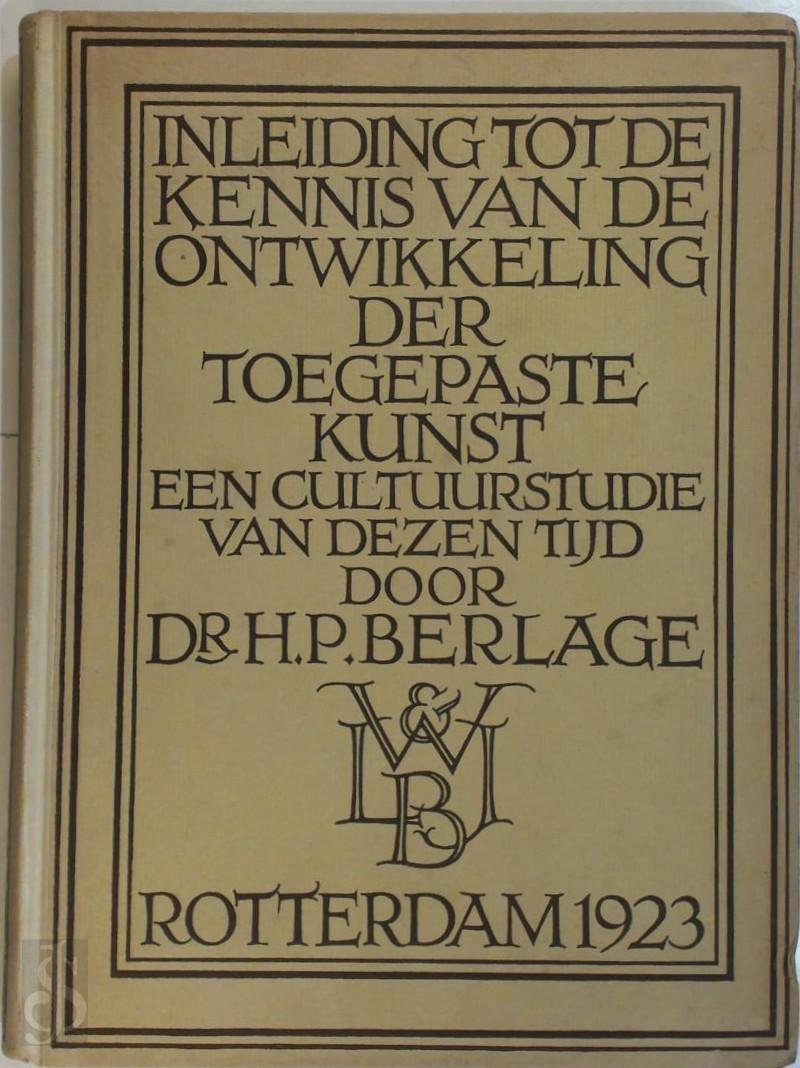 INLEIDING TOT DE
KENNIS VAN DE
ONTWIKKELING
DER
TOEGEPASTE
KUNST
EEN CULTUURSTUDIE
VAN DEZEN TIJD
DOOR
DR H.P. BERLAGE
W L & J
B
ROTTERDAM 1923